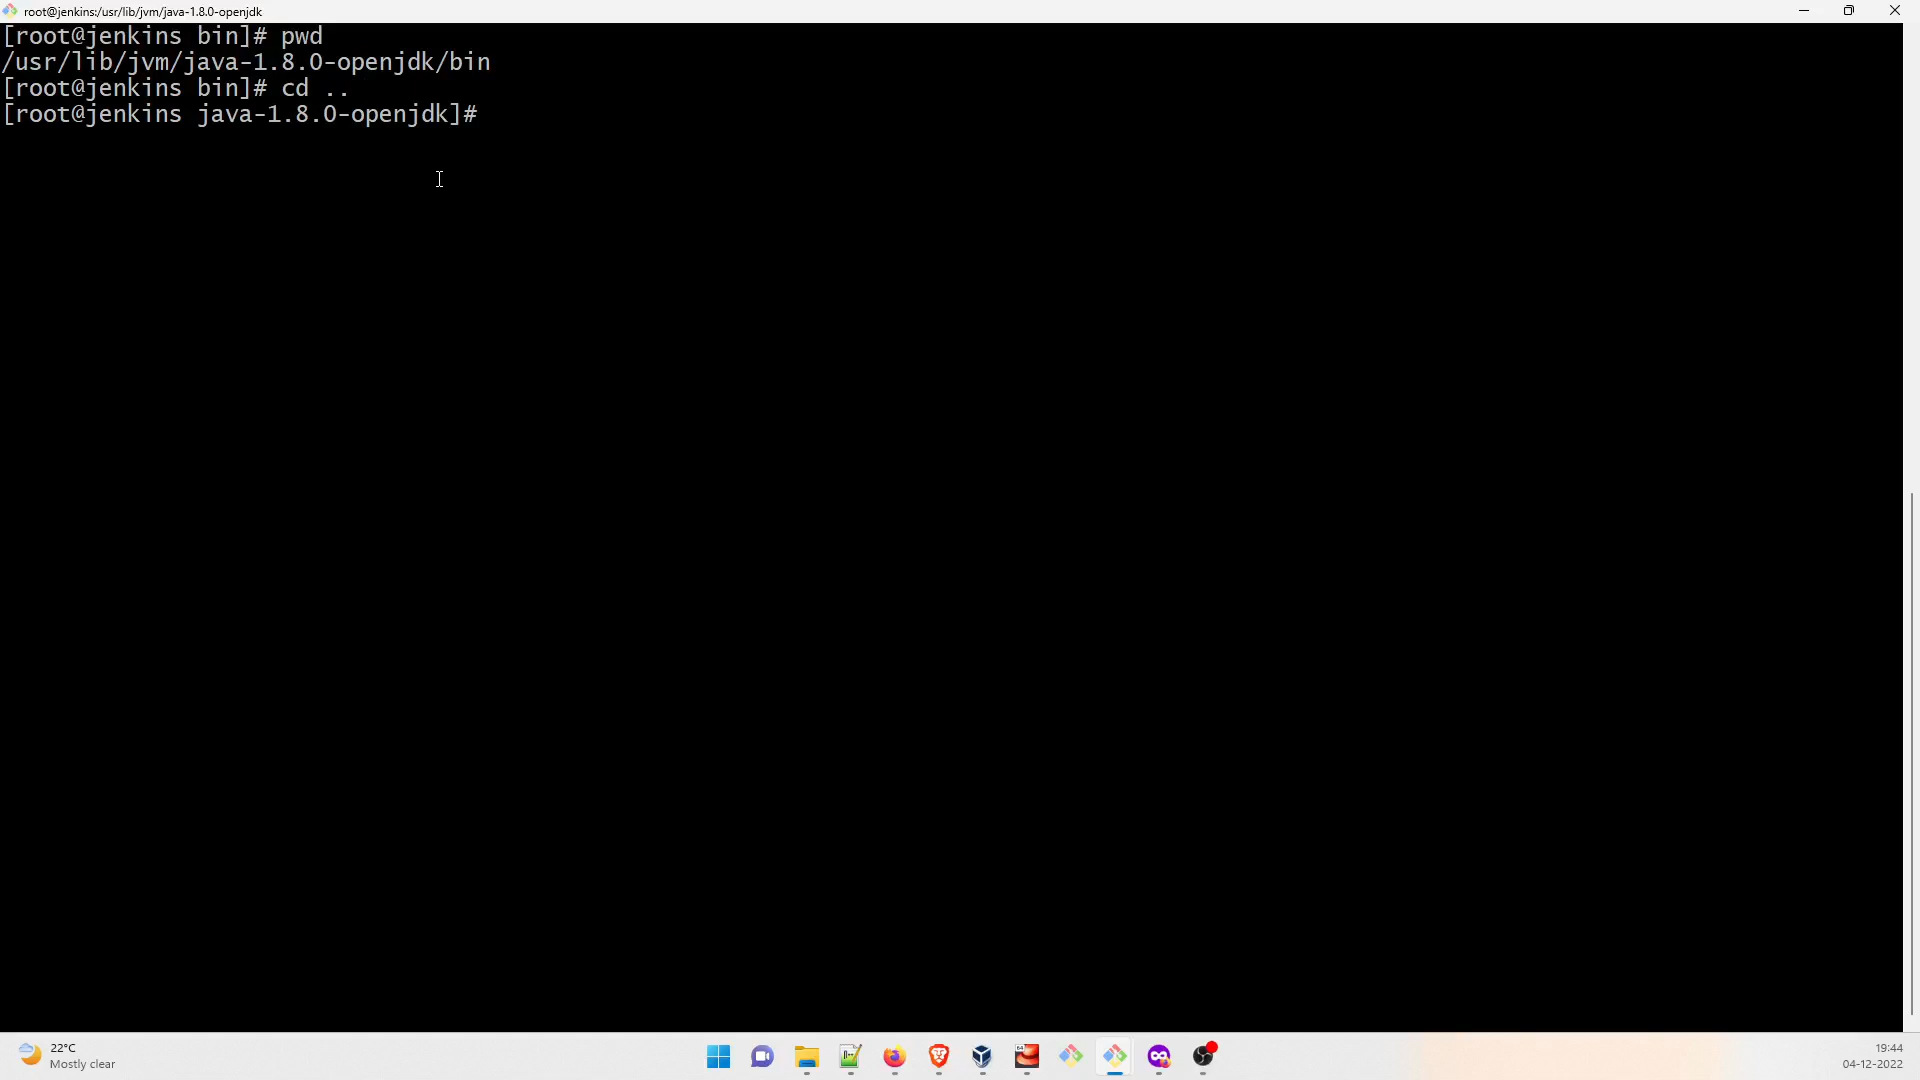 root@jenkins:/usr/lib/jvm/java-1.8.0-openjdk
[root@jenkins bin]# pwd
/usr/lib/jvm/java-1.8.0-openjdk/bin
[root@jenkins bin]# cd ..
[root@jenkins java-1.8.0-openjdk]#
22°C
Mostly clear
64
19:44
04-12-2022